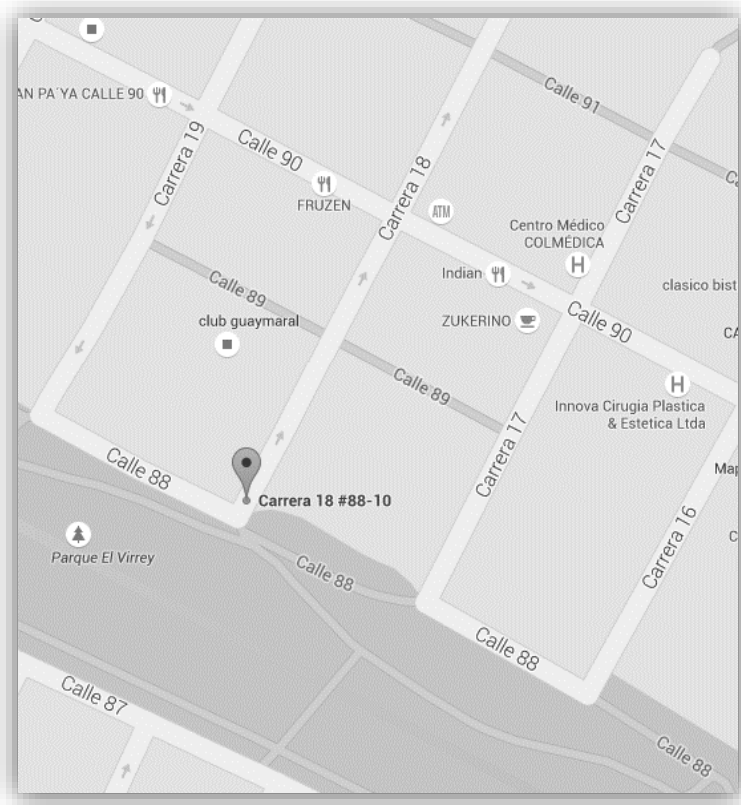 Calle 91
AN PA´YA CALLE 90
Carrera 19
Calle 90
FRUZEN
Carrera 18
ATM
Carrera 17
Centro Médico
COLMÉDICA
H
Indian
clasico bist
ZUKERINO
Calle 90
CA
Calle 89
club guaymaral
Calle 89
H
Innova Cirugia Plastica
& Estetica Ltda
Carrera 17
Calle 88
Carrera 18 #88-10
Map
Carrera 16
C
Parque El Virrey
Calle 88
Calle 88
Calle 87
Calle 88